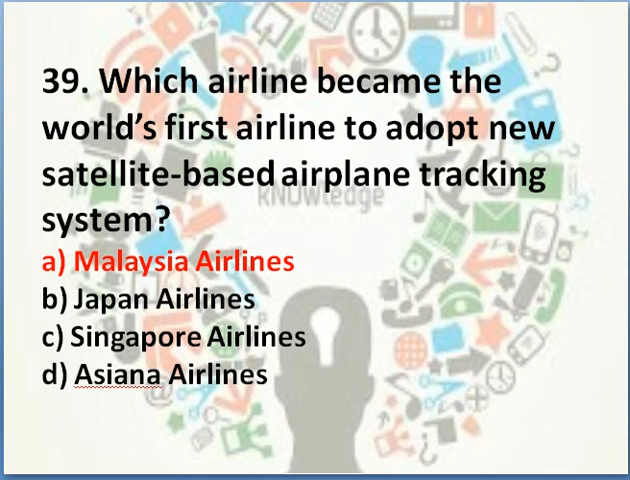 39. Which airline became the
world's first airline to adopt new
satellite-based airplane tracking
system?
knowledge
a) Malaysia Airlines
b) Japan Airlines
c) Singapore Airlines
d) Asiana Airlines